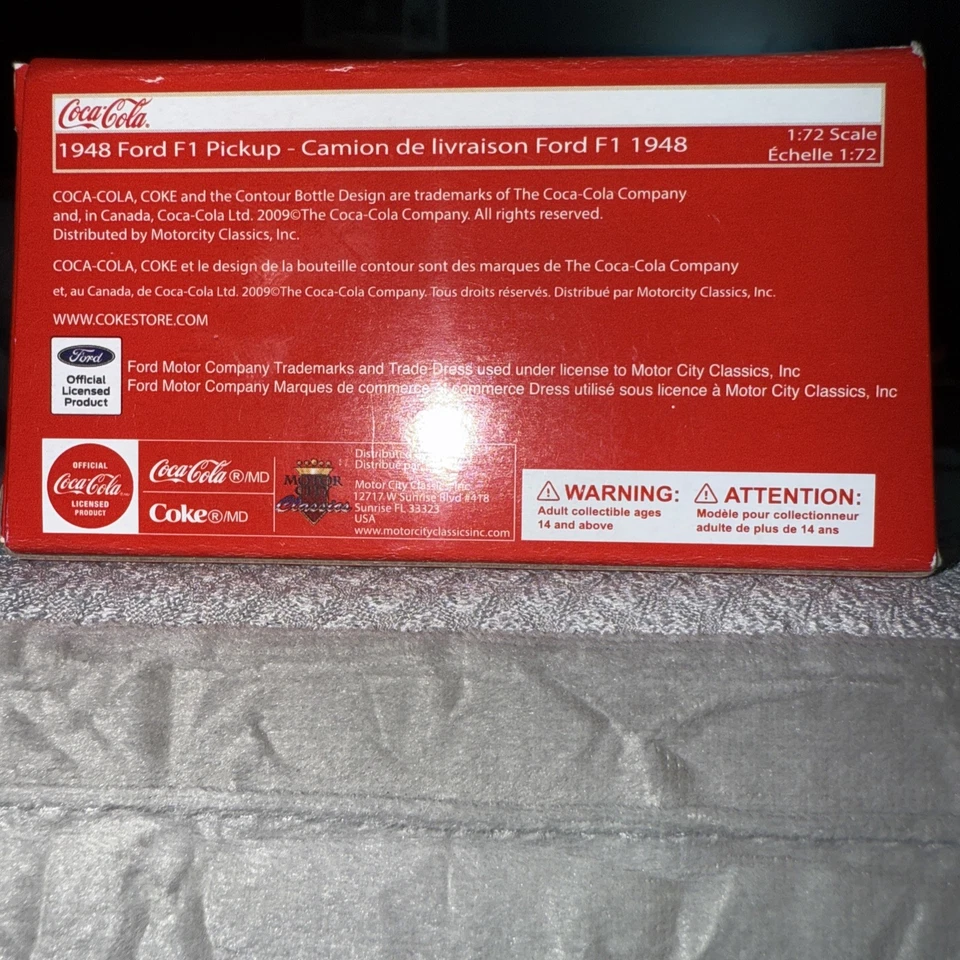 Coca-Cola
1948 Ford F1 Pickup - Camion de livraison Ford F1 1948
1:72 Scale
Échelle 1:72
COCA-COLA, COKE and the Contour Bottle Design are trademarks of The Coca-Cola Company
and, in Canada, Coca-Cola Ltd. 2009©The Coca-Cola Company. All rights reserved.
Distributed by Motorcity Classics, Inc.
COCA-COLA, COKE et le design de la bouteille contour sont des marques de The Coca-Cola Company
et, au Canada, de Coca-Cola Ltd. 2009©The Coca-Cola Company. Tous droits réservés. Distribué par Motorcity Classics, Inc.
WWW.COKESTORE.COM
Ford
Official
Licensed
Product
Ford Motor Company Trademarks and Trade Dress used under license to Motor City Classics, Inc
Ford Motor Company Marques de commerce commerce Dress utilisé sous licence à Motor City Classics, Inc
OFFICIAL
Coca-Cola
LICENSED
PRODUCT
Coca-Cola®/MD
Coke®/MD
MOTOR
CITY
Classics
Distributed
Distribué par
Motor City Classics, Inc
12717 W Sunrise Blvd #418
Sunrise FL 33323
USA
www.motorcityclassicsinc.com
WARNING:
Adult collectible ages
14 and above
ATTENTION:
Modèle pour collectionneur
adulte de plus de 14 ans